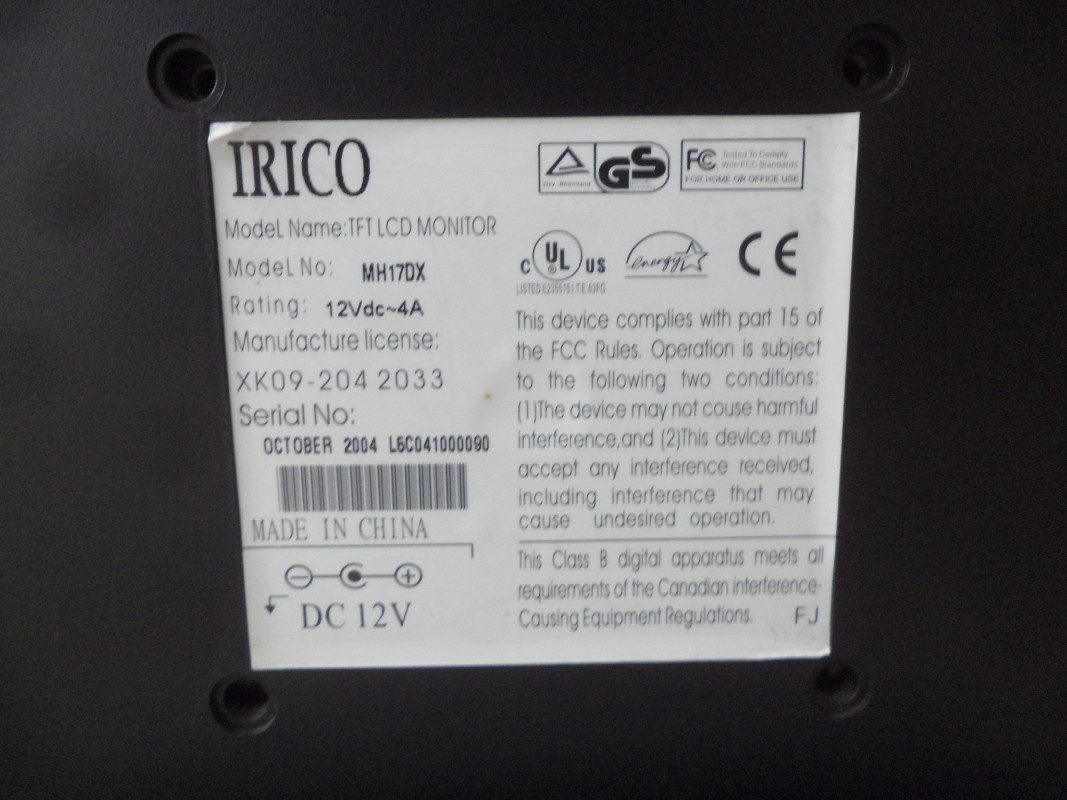 IRICO
Model Name:TFT LCD MONITOR
Model No: MH17DX
Rating: 12Vdc~4A
Manufacture license:
XK09-204 2033
Serial No:
OCTOBER 2004 L6C041000090
MADE IN CHINA
DC 12V
TÜV Rheinland
GS
FC Tested To Comply
With FCC Standards
FOR HOME OR OFFICE USE
C UL ® US
energy
CE
This device complies with part 15 of
the FCC Rules. Operation is subject
to the following two conditions:
(1)The device may not couse harmful
interference,and (2)This device must
accept any interference received,
including interference that may
cause undesired operation.
This Class B digital apparatus meets all
requirements of the Canadian interference-
Causing Equipment Regulations. FJ